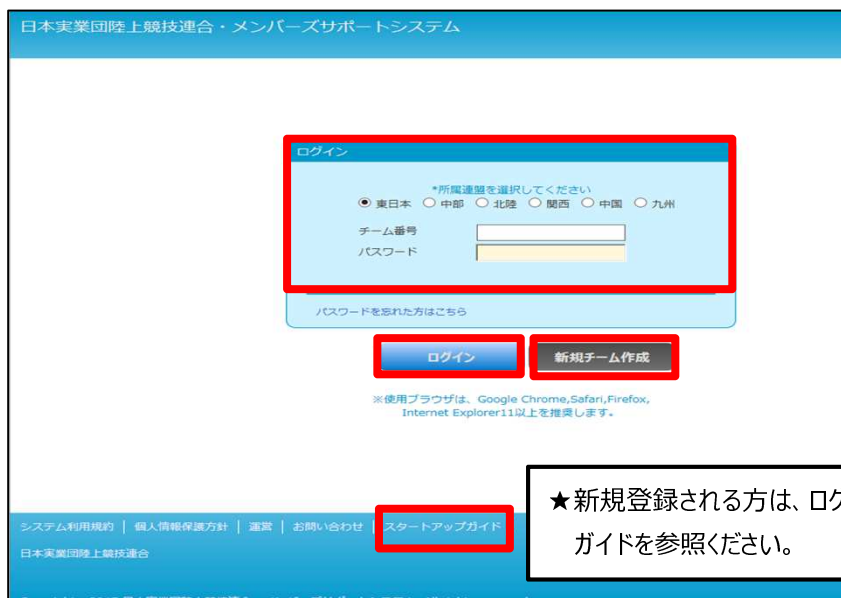 日本実業団陸上競技連合・メンバーズサポートシステム
ログイン
*所属連盟を選択してください
東日本 中部 北陸 関西 中国 九州
チーム番号
パスワード
パスワードを忘れた方はこちら
ログイン 新規チーム作成
※使用ブラウザは、Google Chrome,Safari,Firefox,
Internet Explorer11以上を推奨します。
★新規登録される方は、ログ
ガイドを参照ください。
システム利用規約 | 個人情報保護方針 | 運営 | お問い合わせ | スタートアップガイド
日本実業団陸上競技連合